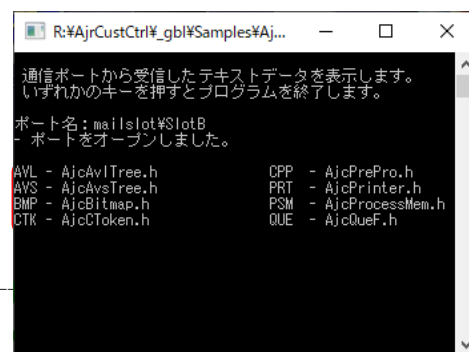 R:¥AjrCustCtrl¥_gbl¥Samples¥Aj...
通信ポートから受信したテキストデータを表示します。
いずれかのキーを押すとプログラムを終了します。
ポート名：mailslot¥SlotB
- ポートをオープンしました。
AVL - AjcAvlTree.h CPP - AjcPrePro.h
AVS - AjcAvsTree.h PRT - AjcPrinter.h
BMP - AjcBitmap.h PSM - AjcProcessMem.h
CTK - AjcCToken.h QUE - AjcQueF.h